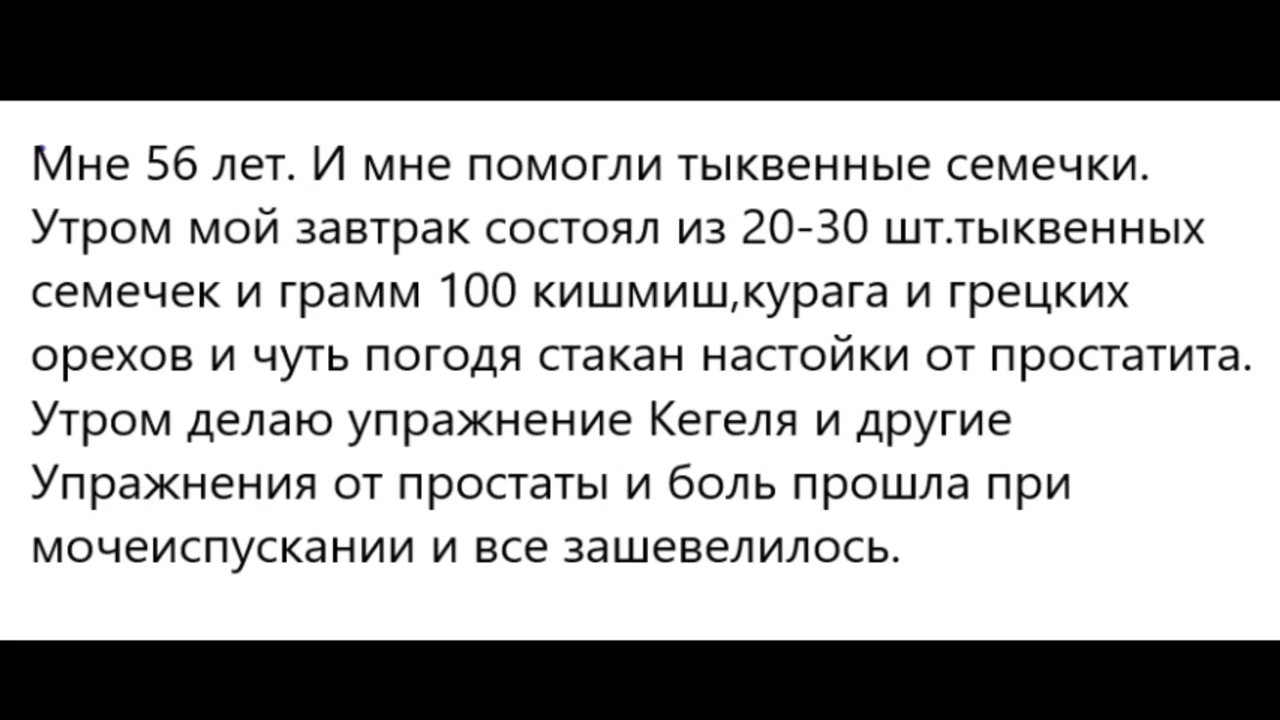 Мне 56 лет. И мне помогли тыквенные семечки.
Утром мой завтрак состоял из 20-30 шт.тыквенных
семечек и грамм 100 кишмиш,курага и грецких
орехов и чуть погодя стакан настойки от простатита.
Утром делаю упражнение Кегеля и другие
Упражнения от простаты и боль прошла при
мочеиспускании и все зашевелилось.